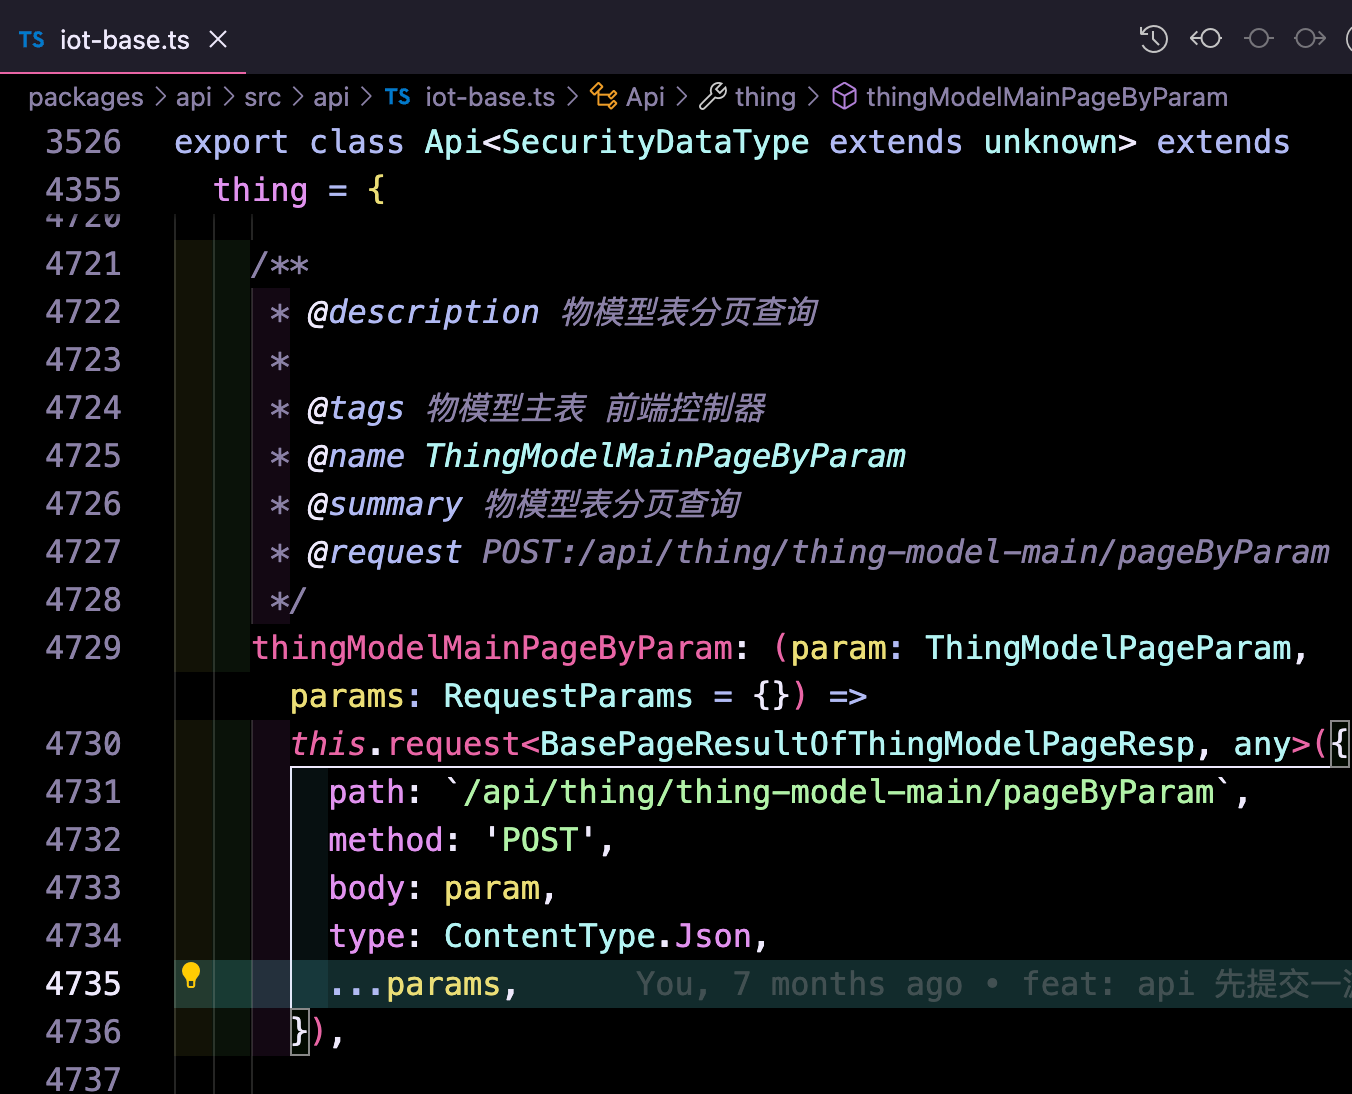 TS iot-base.ts
packages > api > src > api > TS iot-base.ts > Api > thing > thingModelMainPageByParam
3526 export class Api<SecurityDataType extends unknown> extends
4355 thing = {
4720
4721 /**
4722 * @description 物模型表分页查询
4723 *
4724 * @tags 物模型主表 前端控制器
4725 * @name ThingModelMainPageByParam
4726 * @summary 物模型表分页查询
4727 * @request POST:/api/thing/thing-model-main/pageByParam
4728 */
4729 thingModelMainPageByParam: (param: ThingModelPageParam,
params: RequestParams = {}) =>
4730 this.request<BasePageResultOfThingModelPageResp, any>({
4731 path: `/api/thing/thing-model-main/pageByParam`,
4732 method: 'POST',
4733 body: param,
4734 type: ContentType.Json,
4735 ...params, You, 7 months ago • feat: api 先提交一
4736 }),
4737